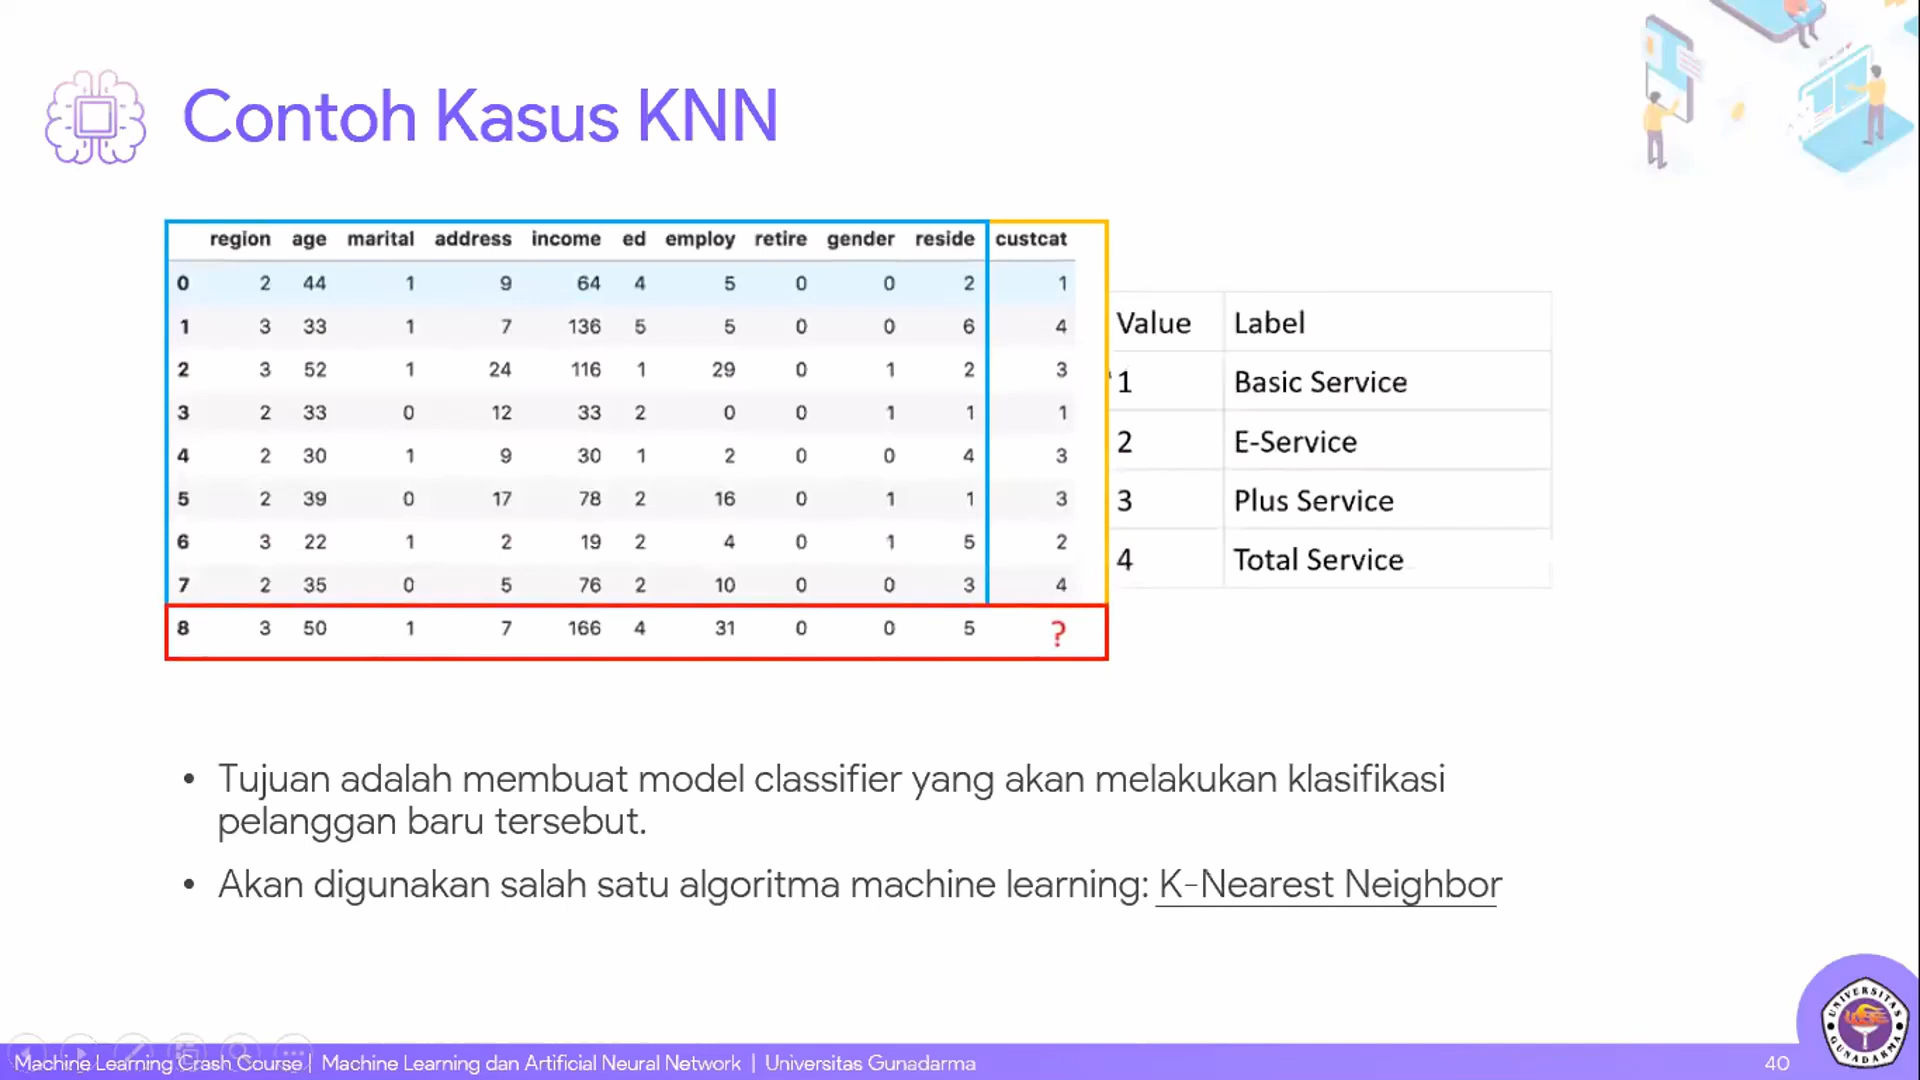 Contoh Kasus KNN
region age marital address income ed employ retire gender reside custcat
0 2 44 1 9 64 4 5 0 0 2 1
1 3 33 1 7 136 5 5 0 0 6 4
2 3 52 1 24 116 1 29 0 1 2 3
3 2 33 0 12 33 2 0 0 1 1 1
4 2 30 1 9 30 1 2 0 0 4 3
5 2 39 0 17 78 2 16 0 1 1 3
6 3 22 1 2 19 2 4 0 1 5 2
7 2 35 0 5 76 2 10 0 0 3 4
8 3 50 1 7 166 4 31 0 0 5 ?
Value Label
1 Basic Service
2 E-Service
3 Plus Service
4 Total Service
• Tujuan adalah membuat model classifier yang akan melakukan klasifikasi
pelanggan baru tersebut.
• Akan digunakan salah satu algoritma machine learning: K-Nearest Neighbor
Machine Learning Crash Course | Machine Learning dan Artificial Neural Network | Universitas Gunadarma
40
UNIVERSITAS GUNADARMA